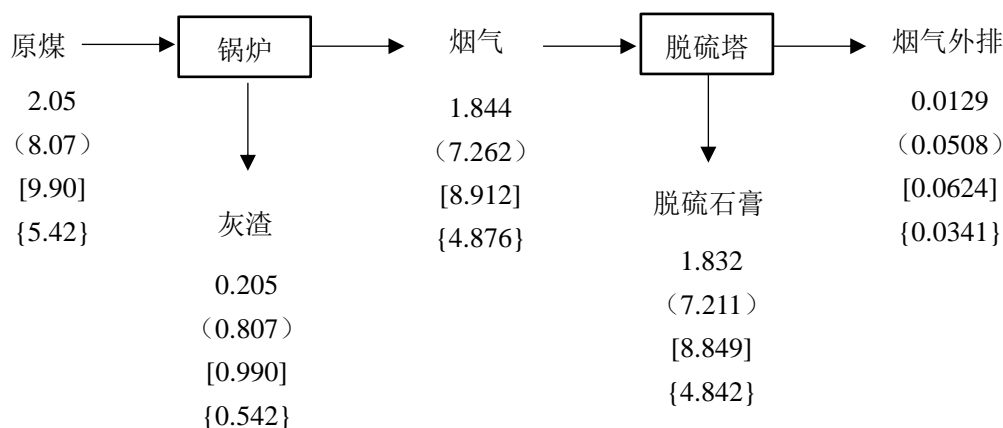 原煤
锅炉
烟气
脱硫塔
烟气外排
2.05
（8.07）
[9.90]
{5.42}
1.844
（7.262）
[8.912]
{4.876}
0.0129
（0.0508）
[0.0624]
{0.0341}
灰渣
0.205
（0.807）
[0.990]
{0.542}
脱硫石膏
1.832
（7.211）
[8.849]
{4.842}